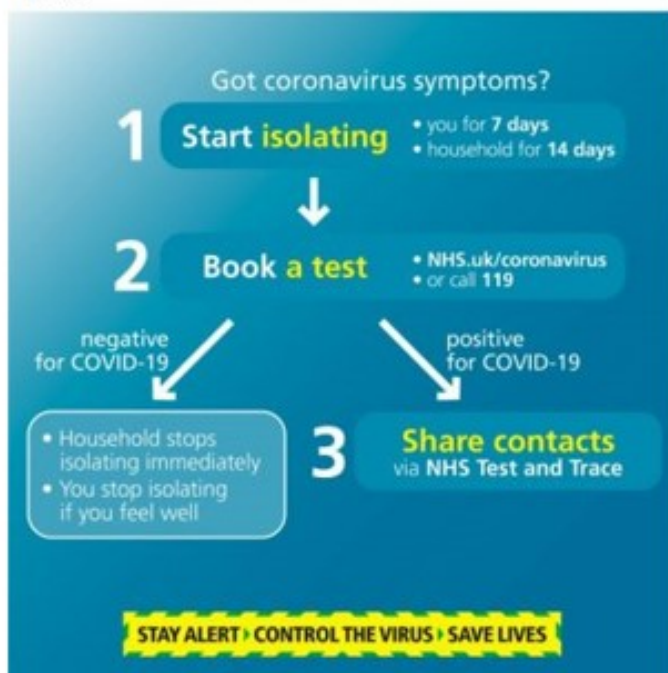 Got coronavirus symptoms?
1
Start isolating
• you for 7 days
• household for 14 days
2
Book a test
• NHS.uk/coronavirus
• or call 119
negative
for COVID-19
positive
for COVID-19
• Household stops
isolating immediately
• You stop isolating
if you feel well
3
Share contacts
via NHS Test and Trace
STAY ALERT › CONTROL THE VIRUS › SAVE LIVES